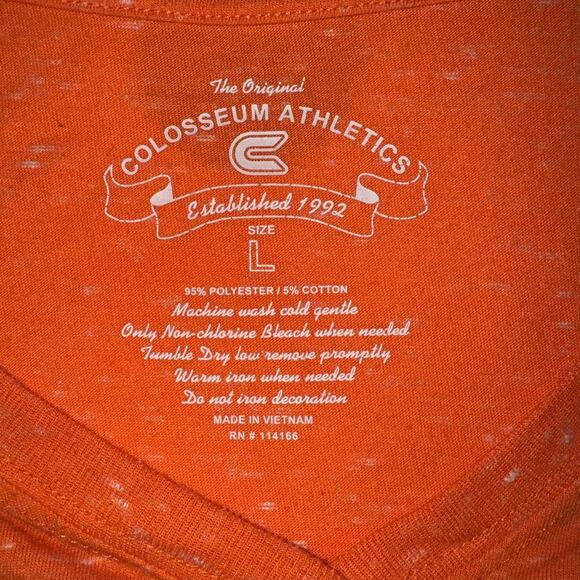 The Original
COLOSSEUM ATHLETICS
C
Established 1992
SIZE
L
95% POLYESTER / 5% COTTON
Machine wash cold gentle
Only Non-chlorine Bleach when needed
Tumble Dry low remove promptly
Warm iron when needed
Do not iron decoration
MADE IN VIETNAM
RN # 114166